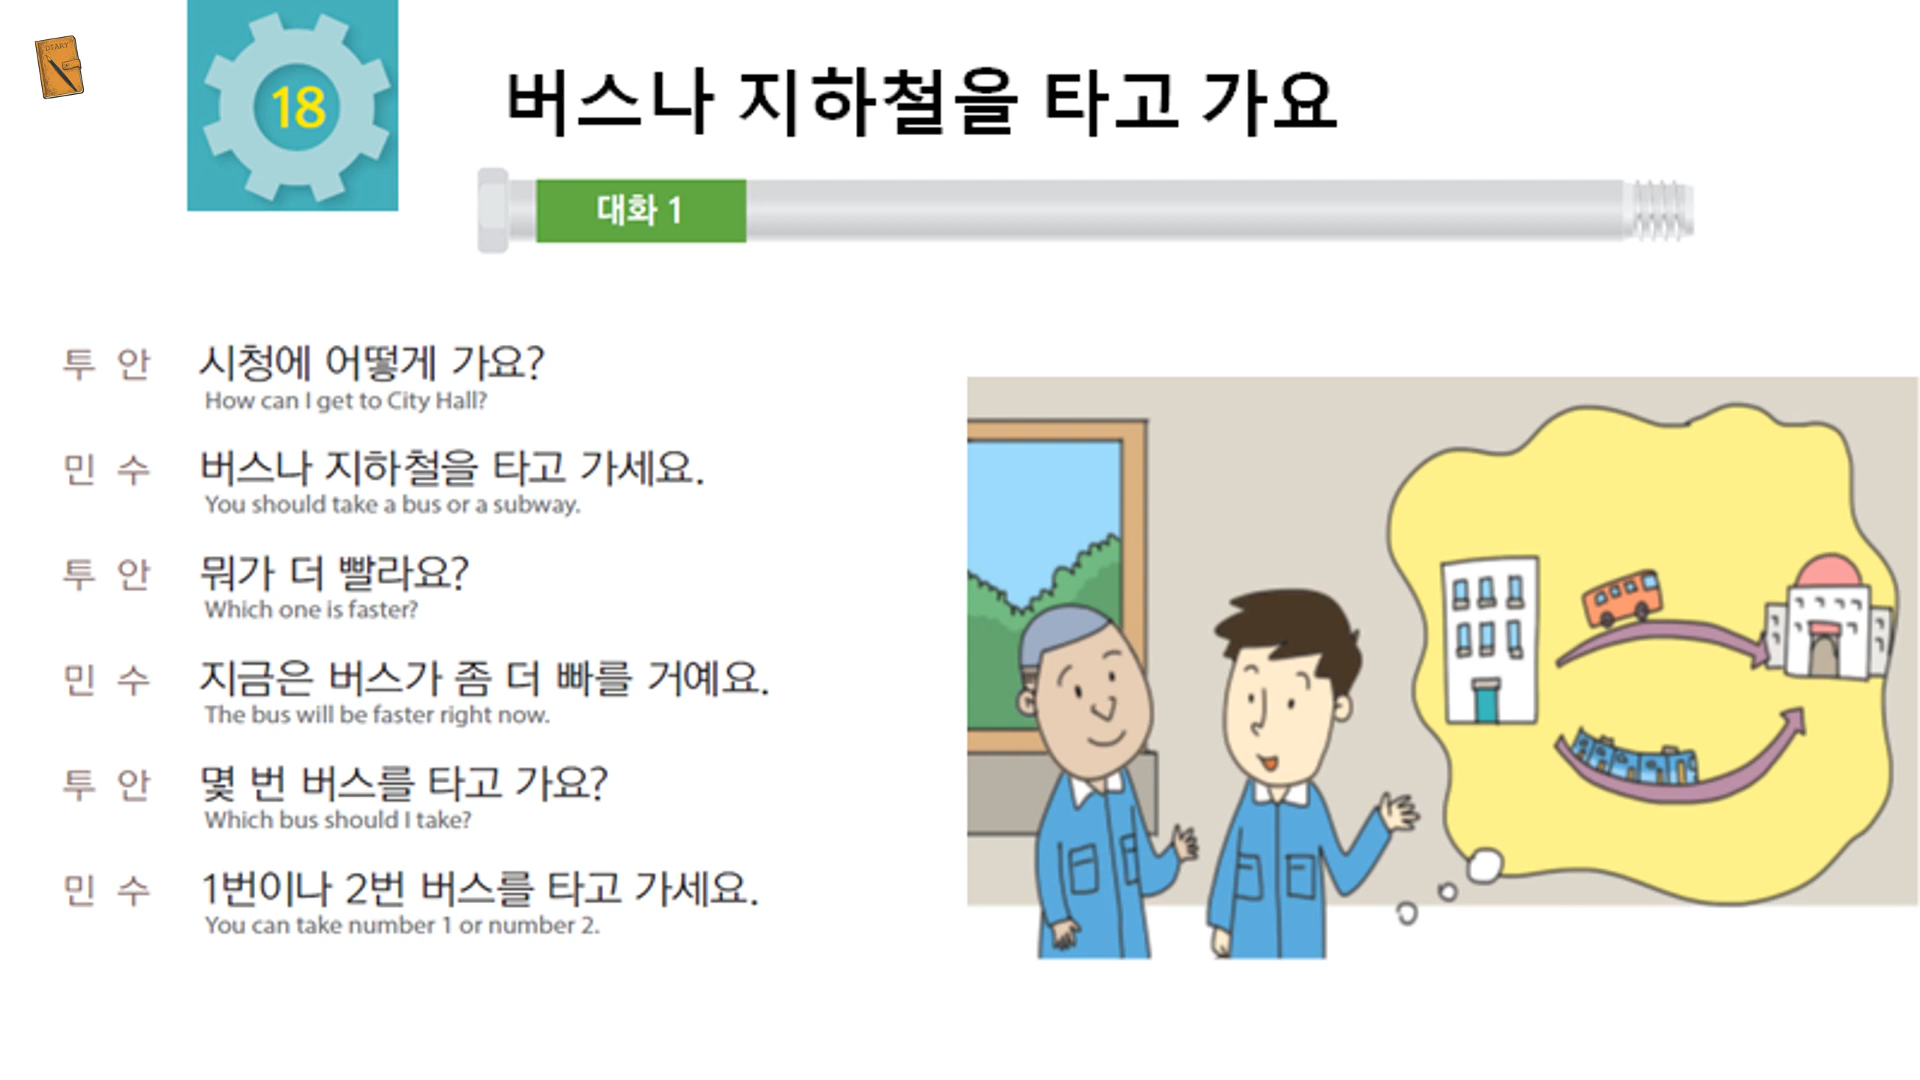 DIARY
18
버스나 지하철을 타고 가요
대화 1
투 안 시청에 어떻게 가요?
How can I get to City Hall?
민 수 버스나 지하철을 타고 가세요.
You should take a bus or a subway.
투 안 뭐가 더 빨라요?
Which one is faster?
민 수 지금은 버스가 좀 더 빠를 거예요.
The bus will be faster right now.
투 안 몇 번 버스를 타고 가요?
Which bus should I take?
민 수 1번이나 2번 버스를 타고 가세요.
You can take number 1 or number 2.